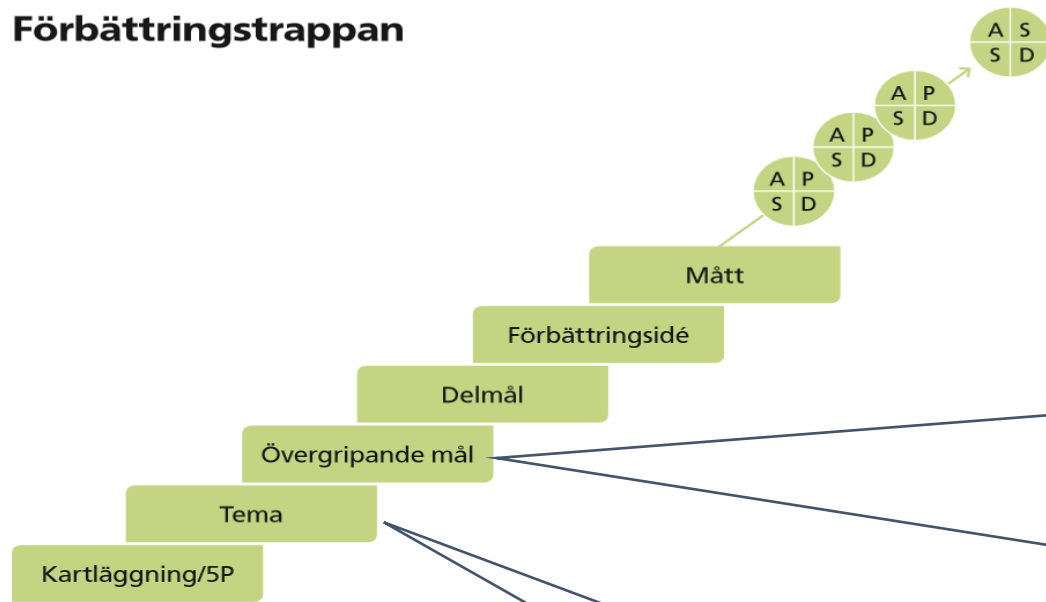 Förbättringstrappan
A S
S D
A P
S D
A P
S D
A P
S D
Mått
Förbättringsidé
Delmål
Övergripande mål
Tema
Kartläggning/5P